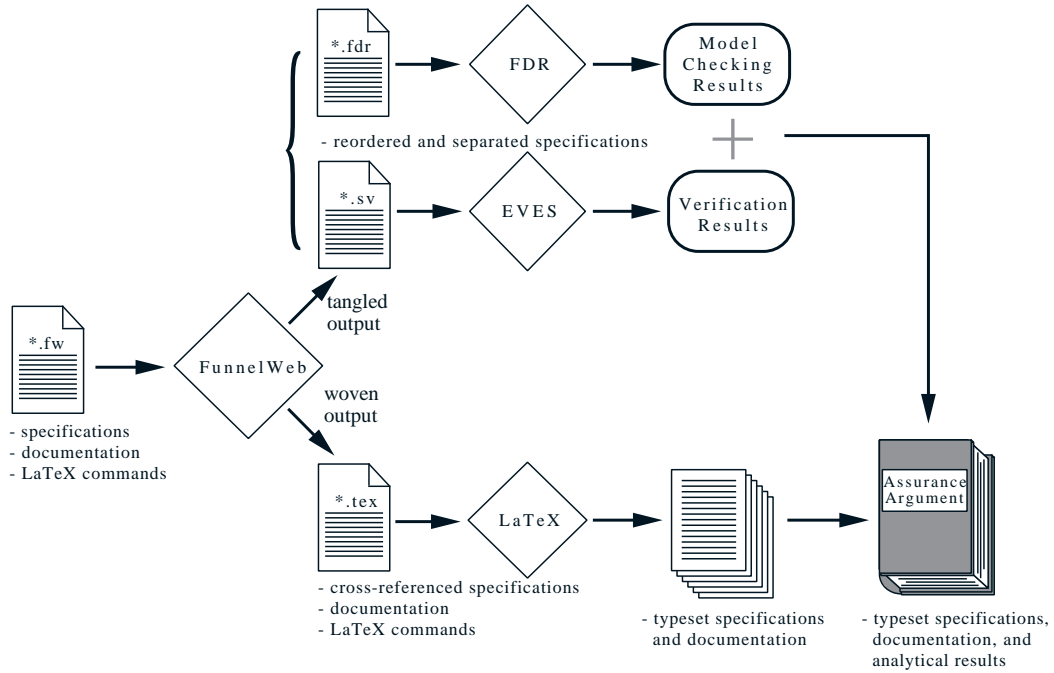 *.fdr
FDR
Model
Checking
Results
- reordered and separated specifications
*.sv
EVES
Verification
Results
tangled
output
*.fw
FunnelWeb
- specifications
- documentation
- LaTeX commands
woven
output
*.tex
LaTeX
- cross-referenced specifications
- documentation
- LaTeX commands
- typeset specifications
and documentation
Assurance
Argument
- typeset specifications,
documentation, and
analytical results